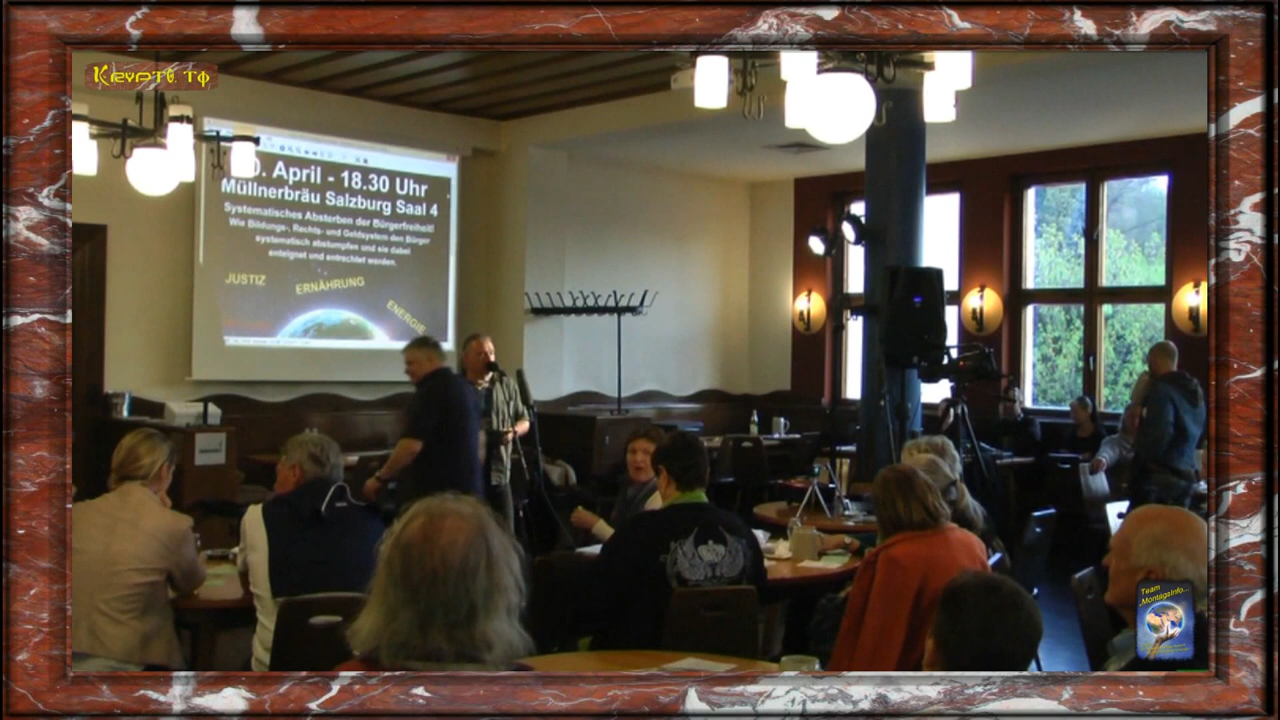 Krypto TV
. April - 18.30 Uhr
Müllnerbräu Salzburg Saal 4
Systematisches Absterben der Bürgerfreiheit!
Wie Bildungs-, Rechts- und Geldsystem den Bürger
systematisch abstumpfen und sie dabei
enteignet und entrechtet werden.
JUSTIZ
ERNÄHRUNG
ENERGIE
Team